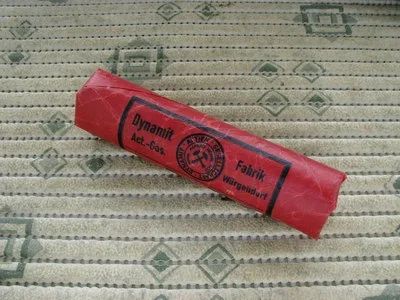 Dynamit
Act.-Ges.
Fabrik
Würgendorf